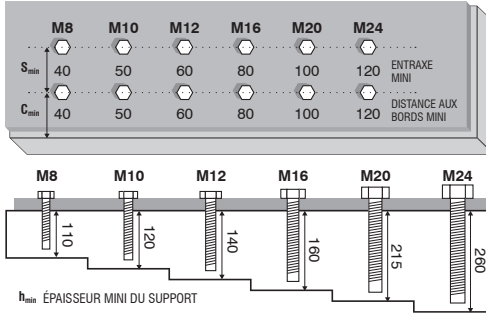 M8 M10 M12 M16 M20 M24
Smin 40 50 60 80 100 120 ENTRAXE MINI
Cmin 40 50 60 80 100 120 DISTANCE AUX BORDS MINI
M8 M10 M12 M16 M20 M24
110 120 140 160 215 260
hmin ÉPAISSEUR MINI DU SUPPORT